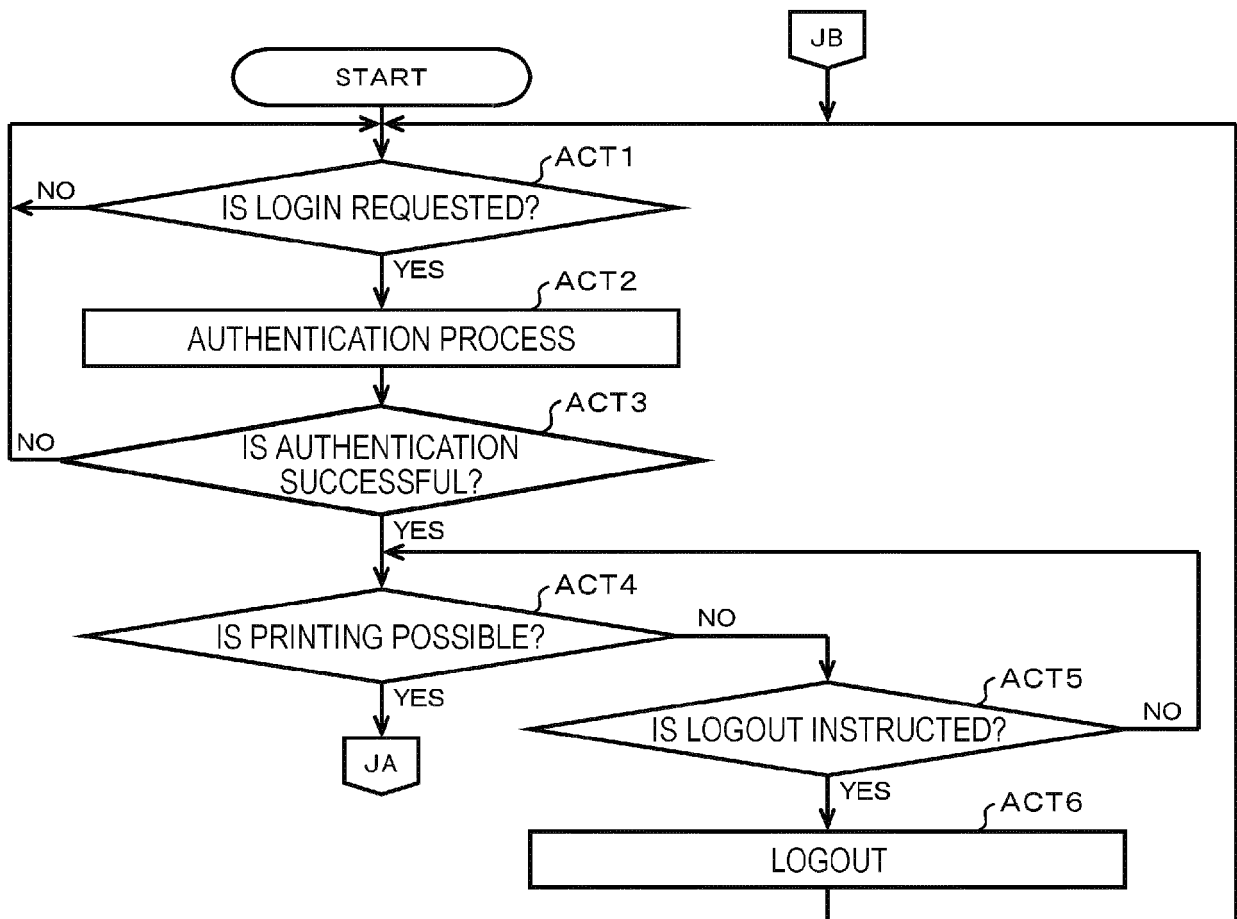 JB
START
ACT1
NO
IS LOGIN REQUESTED?
YES
ACT2
AUTHENTICATION PROCESS
ACT3
NO
IS AUTHENTICATION
SUCCESSFUL?
YES
ACT4
IS PRINTING POSSIBLE?
NO
YES
ACT5
IS LOGOUT INSTRUCTED?
NO
JA
YES
ACT6
LOGOUT